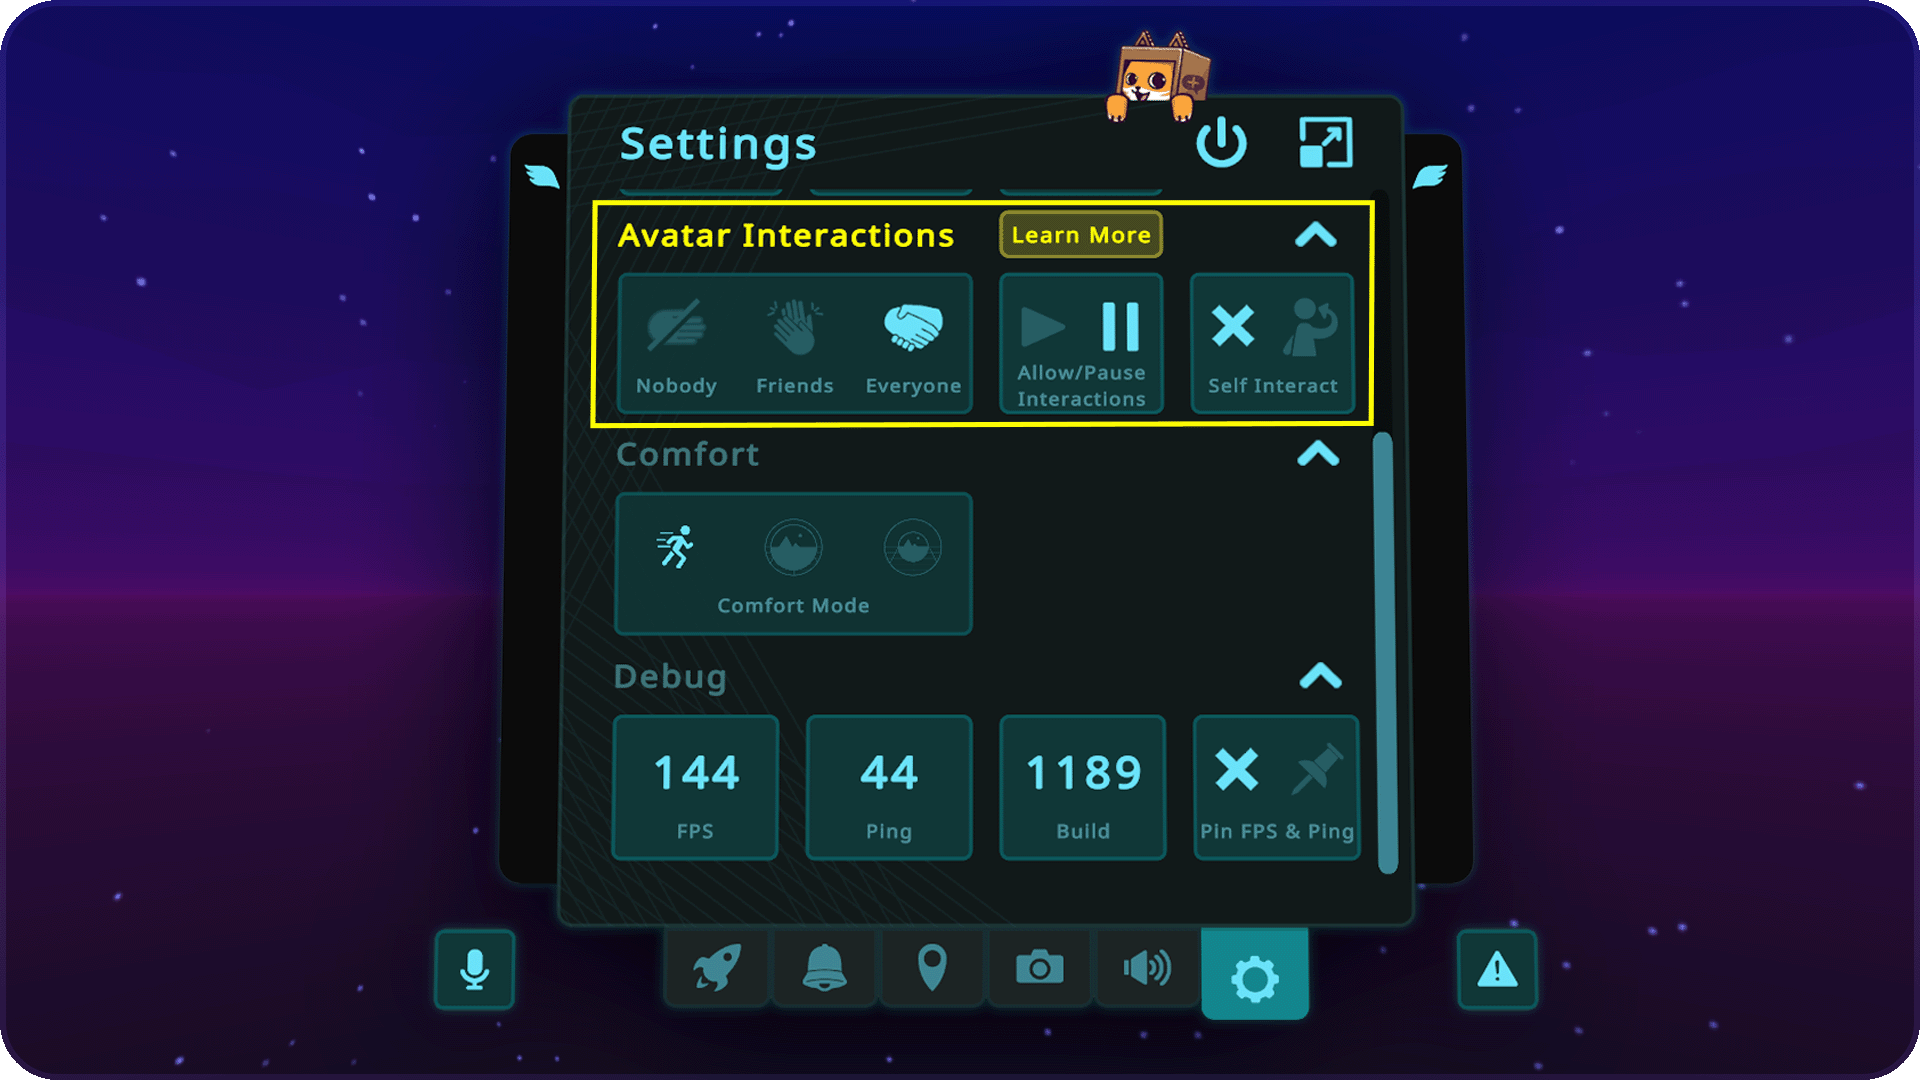 Settings
Avatar Interactions
Learn More
Nobody
Friends
Everyone
Allow/Pause
Interactions
Self Interact
Comfort
Comfort Mode
Debug
144
FPS
44
Ping
1189
Build
Pin FPS & Ping